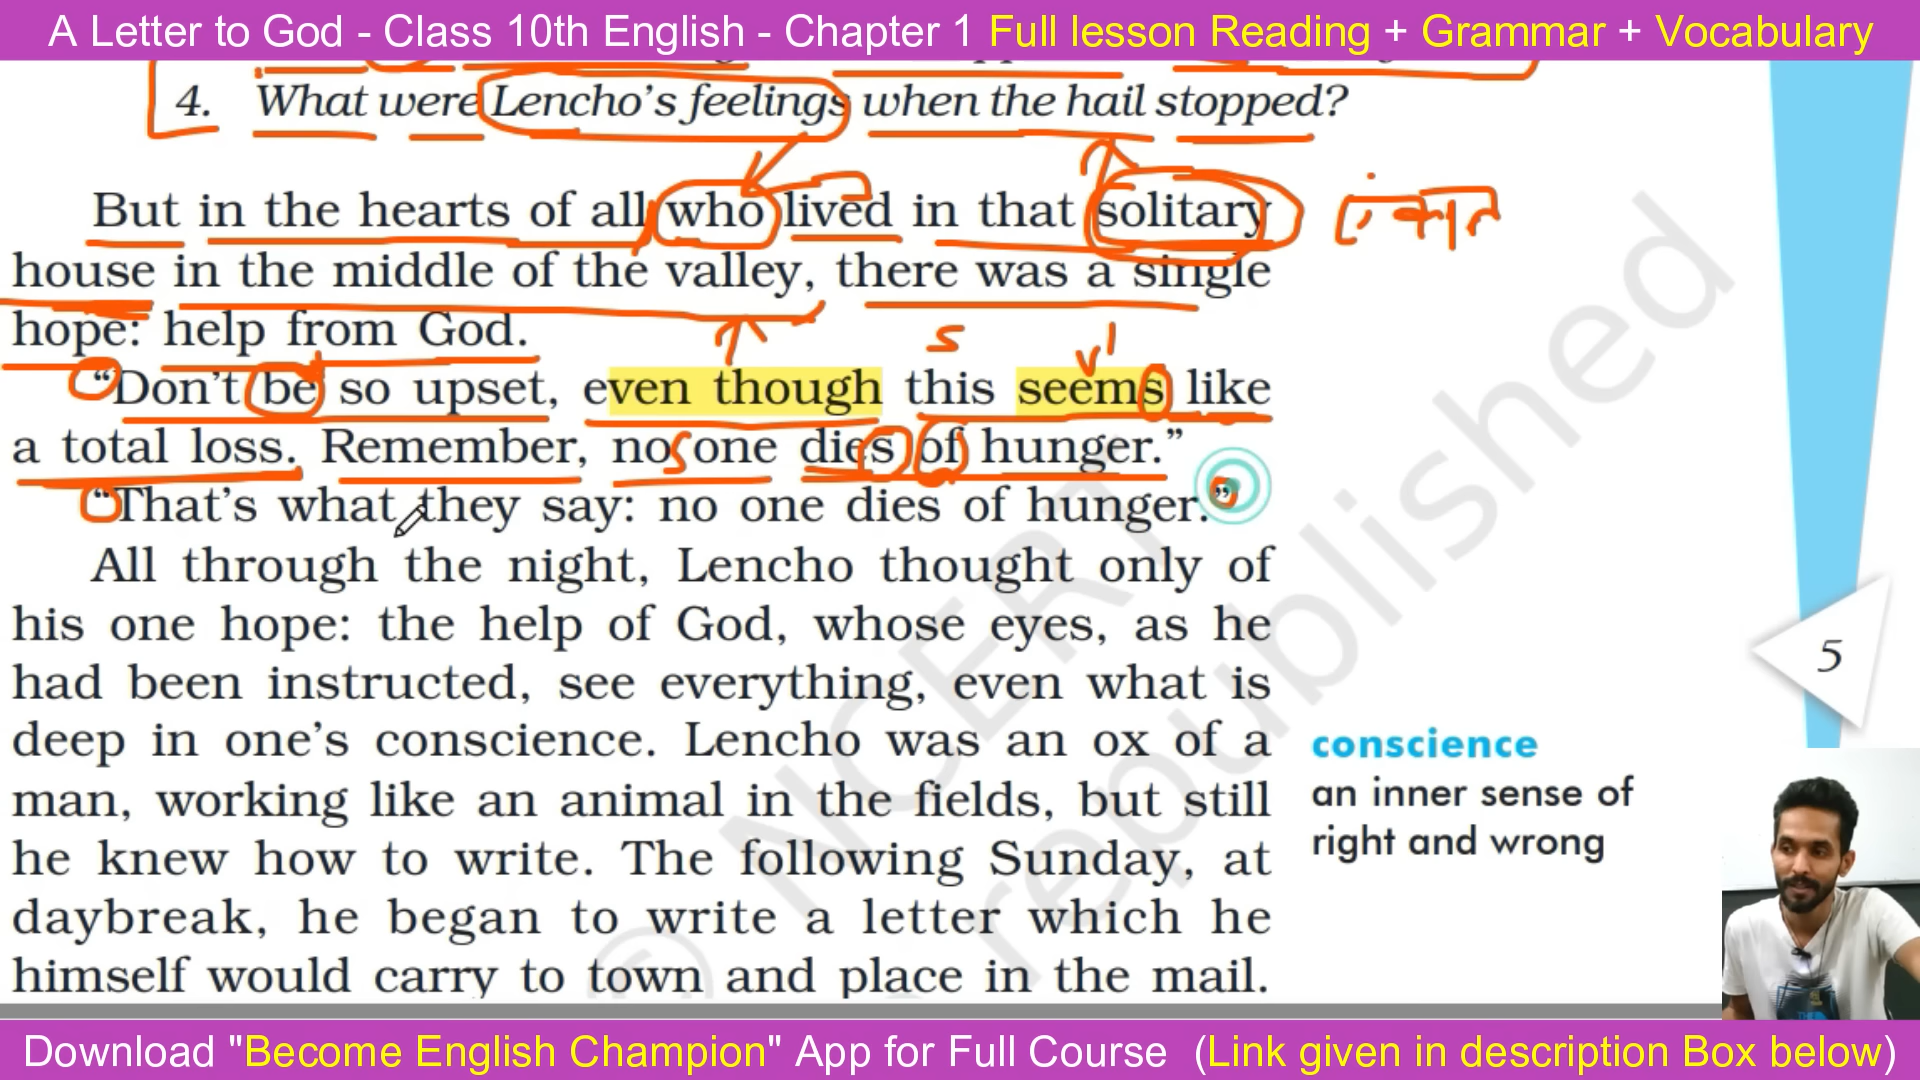 A Letter to God - Class 10th English - Chapter 1 Full lesson Reading + Grammar + Vocabulary
4. What were Lencho's feelings when the hail stopped?
But in the hearts of all who lived in that solitary
house in the middle of the valley, there was a single
hope: help from God.
S V¹
“Don't be so upset, even though this seems like
a total loss. Remember, no one dies of hunger.”
S
“That's what they say: no one dies of hunger.”
All through the night, Lencho thought only of
his one hope: the help of God, whose eyes, as he
had been instructed, see everything, even what is
deep in one's conscience. Lencho was an ox of a
man, working like an animal in the fields, but still
he knew how to write. The following Sunday, at
daybreak, he began to write a letter which he
himself would carry to town and place in the mail.
5
conscience
an inner sense of
right and wrong
© NCERT
republished
Download "Become English Champion" App for Full Course (Link given in description Box below)